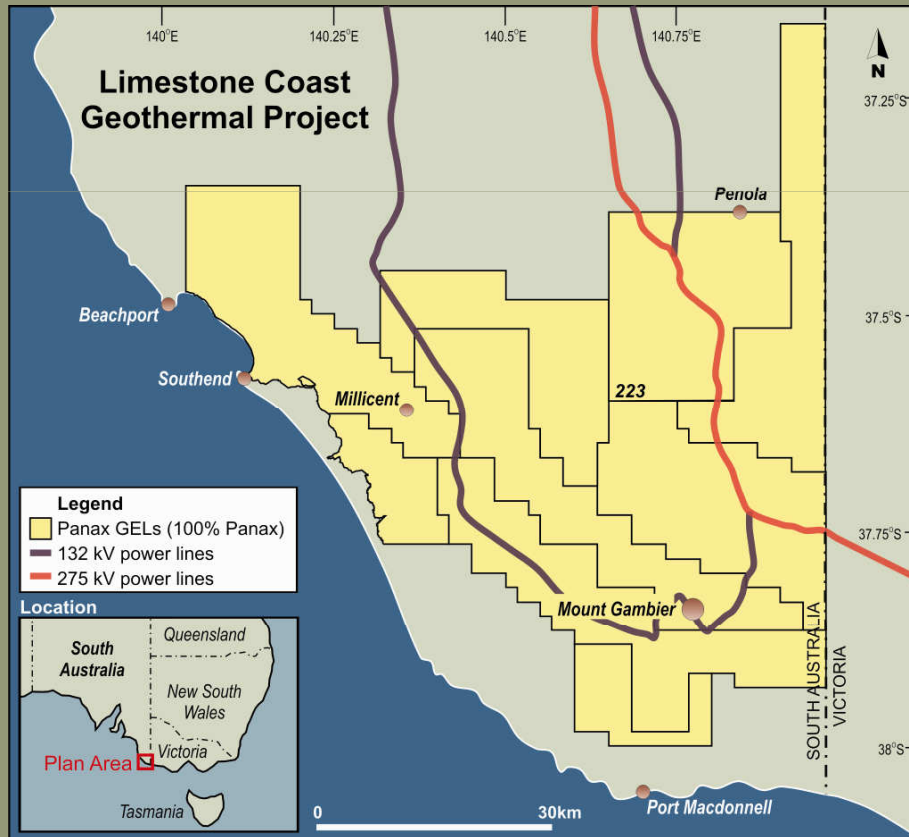 140°E
140.25°E
140.5°E
140.75°E
Limestone Coast
Geothermal Project
N
37.25°S
Penola
Beachport
37.5°S
Southend
Millicent
223
Legend
Panax GELs (100% Panax)
132 kV power lines
275 kV power lines
37.75°S
Mount Gambier
SOUTH AUSTRALIA
VICTORIA
Location
South
Australia
Queensland
New South
Wales
Victoria
Plan Area
Tasmania
38°S
0
30km
Port Macdonnell